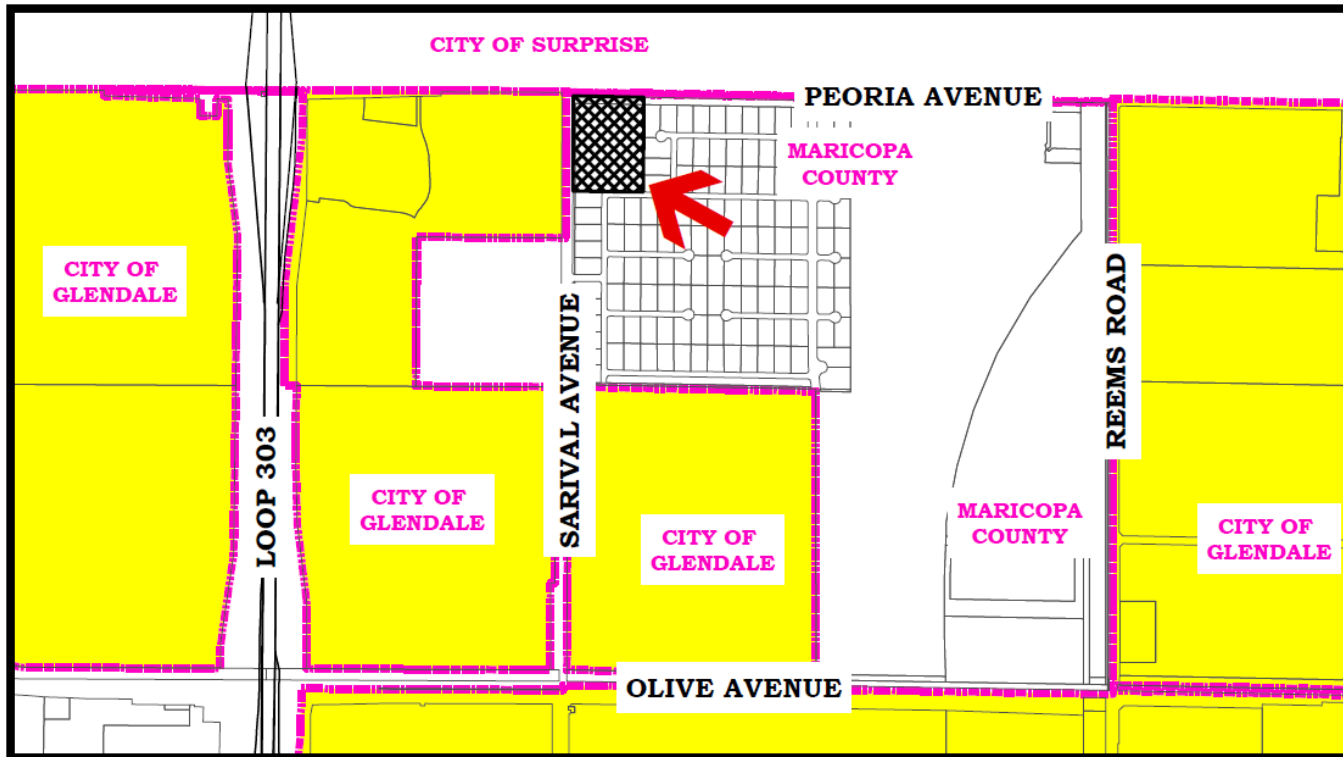 CITY OF SURPRISE
PEORIA AVENUE
MARICOPA
COUNTY
CITY OF
GLENDALE
SARIVAL AVENUE
REEMS ROAD
LOOP 303
CITY OF
GLENDALE
CITY OF
GLENDALE
MARICOPA
COUNTY
CITY OF
GLENDALE
OLIVE AVENUE